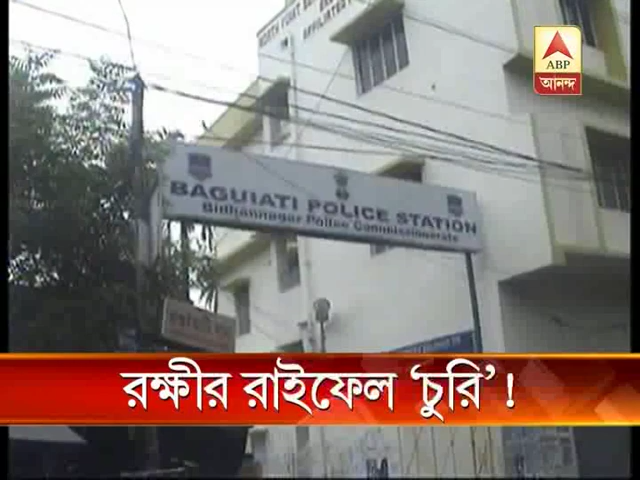 ABP
আনন্দ
BAGUIATI POLICE STATION
Bidhannagar Police Commissionerate
রক্ষীর রাইফেল ‘চুরি’!